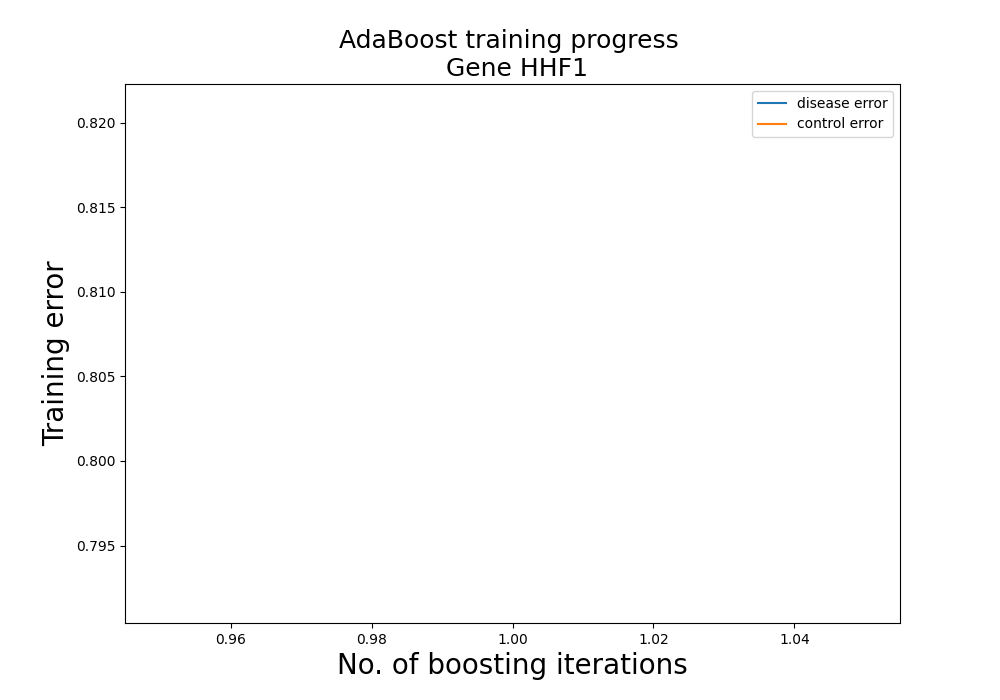 AdaBoost training progress
Gene HHF1
disease error
control error
0.820
0.815
0.810
0.805
0.800
0.795
Training error
0.96 0.98 1.00 1.02 1.04
No. of boosting iterations